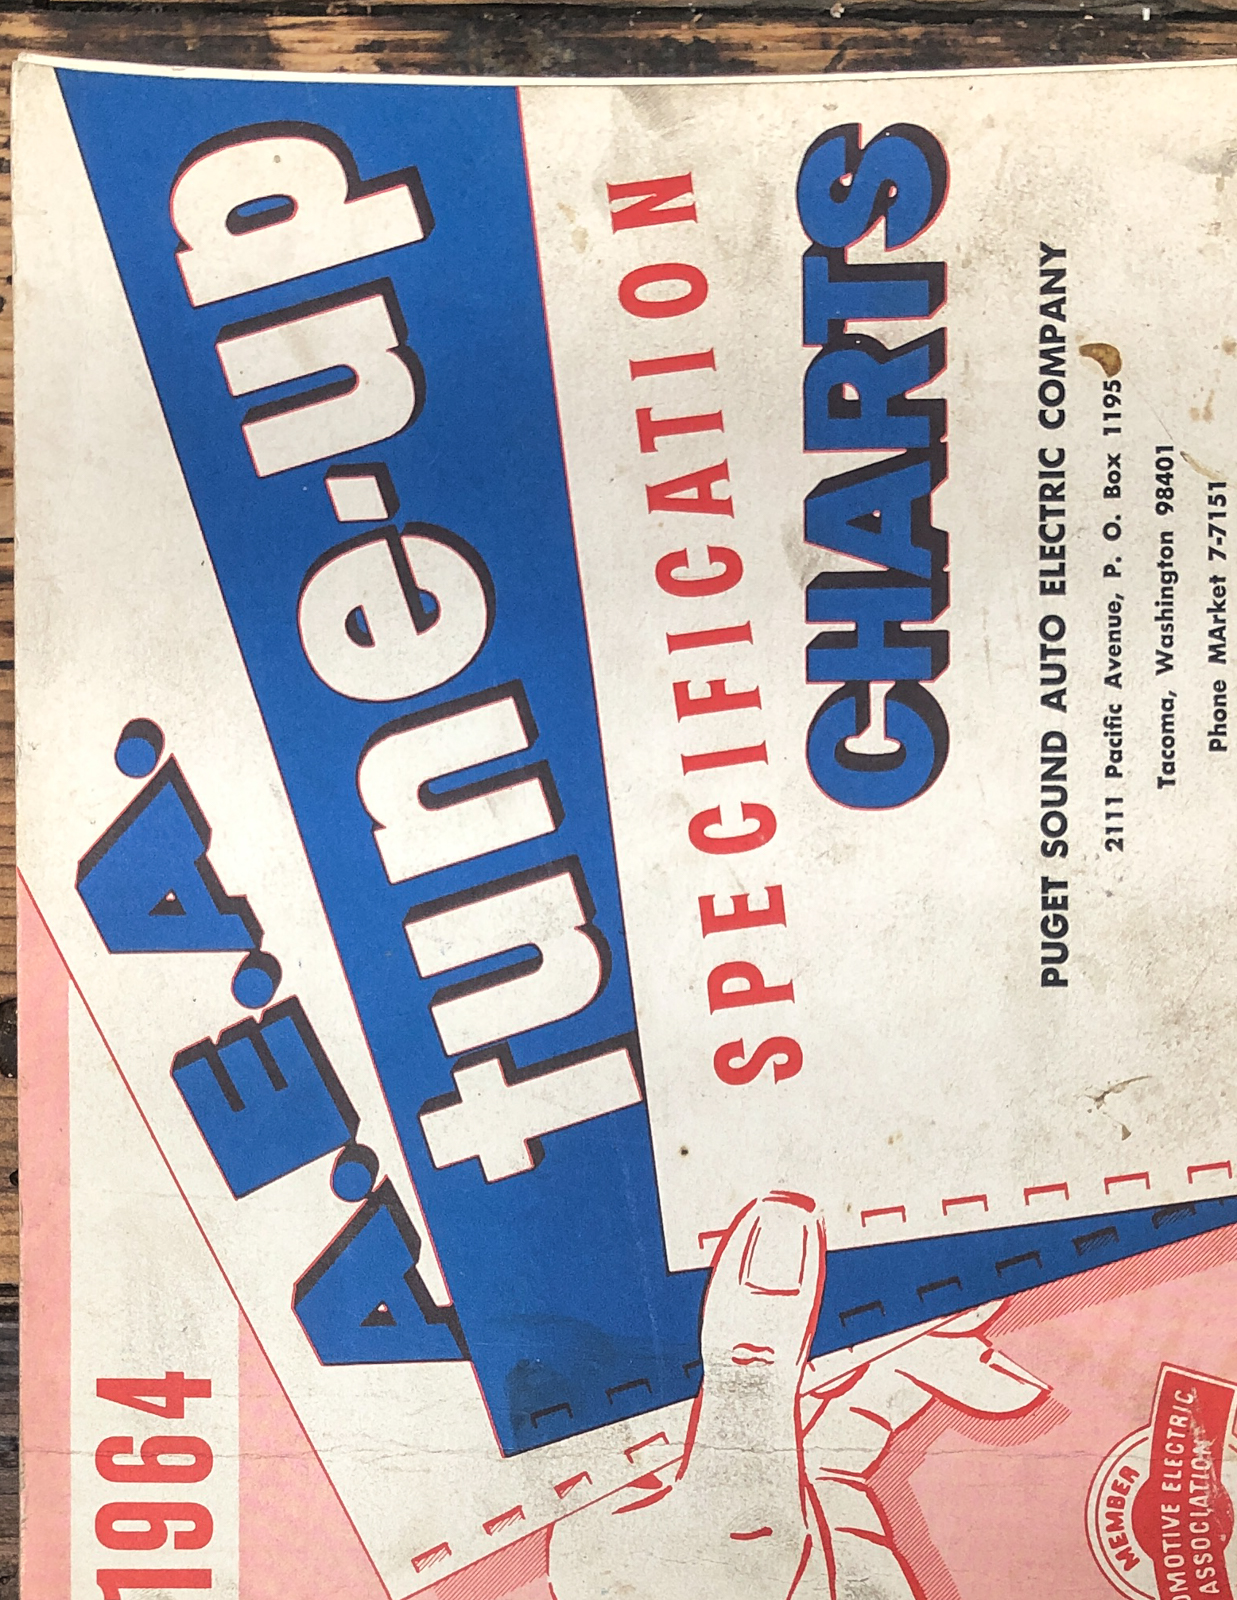 1964
A.E.A.
tune-up
SPECIFICATION
CHARTS
PUGET SOUND AUTO ELECTRIC COMPANY
2111 Pacific Avenue, P. O. Box 1195
Tacoma, Washington 98401
Phone MArket 7-7151
MEMBER
OMOTIVE ELECTRIC
ASSOCIATION